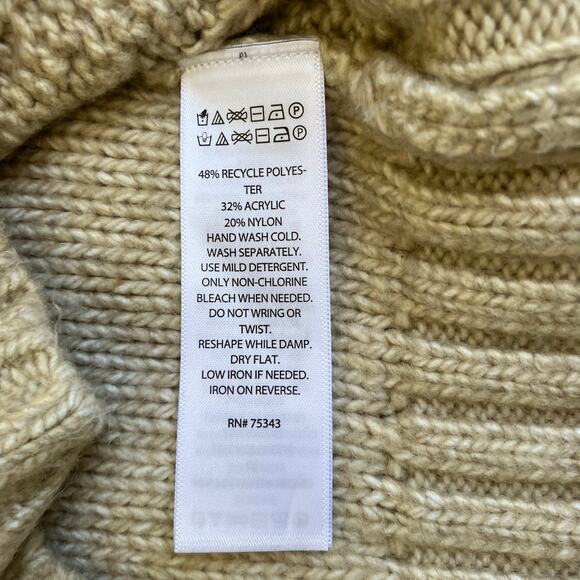 48% RECYCLE POLYES-
TER
32% ACRYLIC
20% NYLON
HAND WASH COLD.
WASH SEPARATELY.
USE MILD DETERGENT.
ONLY NON-CHLORINE
BLEACH WHEN NEEDED.
DO NOT WRING OR
TWIST.
RESHAPE WHILE DAMP.
DRY FLAT.
LOW IRON IF NEEDED.
IRON ON REVERSE.
RN# 75343